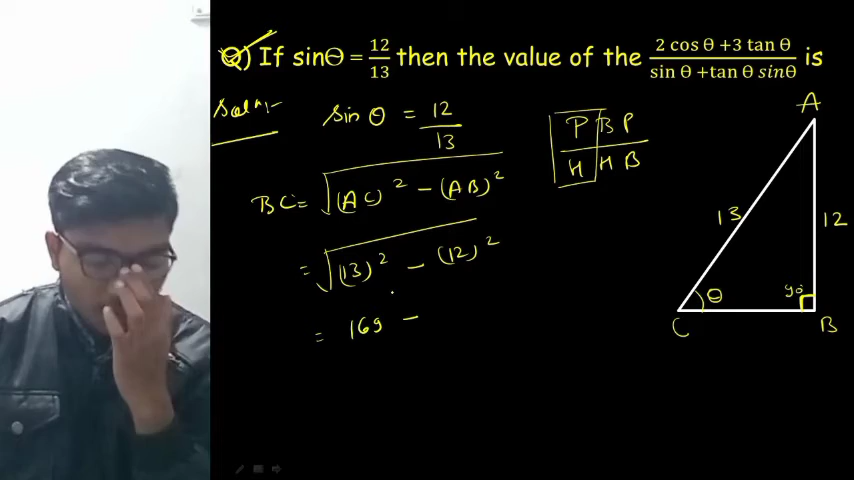 Q) If sinΘ = 12/13 then the value of the (2 cos θ +3 tan θ)/(sin θ +tan θ sinθ) is
Solⁿ:-
sin θ = 12/13
P B P
H H B
BC = √(AC)² − (AB)²
= √(13)² − (12)²
= 169 −
A
13
12
θ
90°
C
B